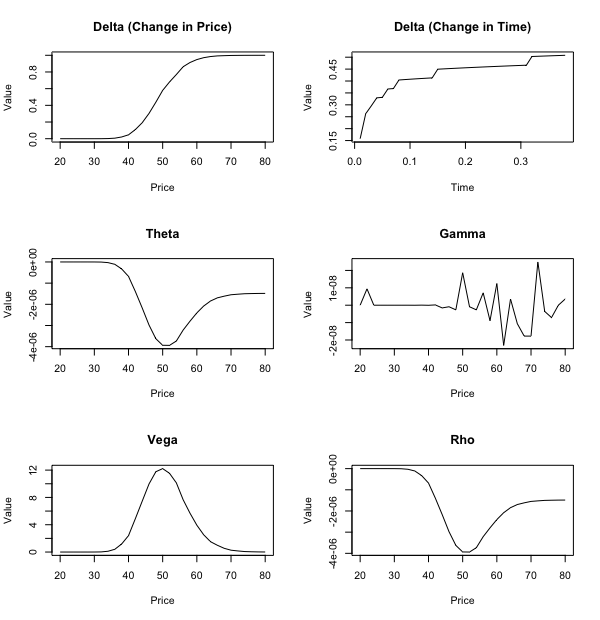 Delta (Change in Price)
Value
0.0 0.4 0.8
20 30 40 50 60 70 80
Price
Delta (Change in Time)
Value
0.15 0.30 0.45
0.0 0.1 0.2 0.3
Time
Theta
Value
-4e-06 -2e-06 0e+00
20 30 40 50 60 70 80
Price
Gamma
Value
-2e-08 1e-08
20 30 40 50 60 70 80
Price
Vega
Value
0 4 8 12
20 30 40 50 60 70 80
Price
Rho
Value
-4e-06 -2e-06 0e+00
20 30 40 50 60 70 80
Price